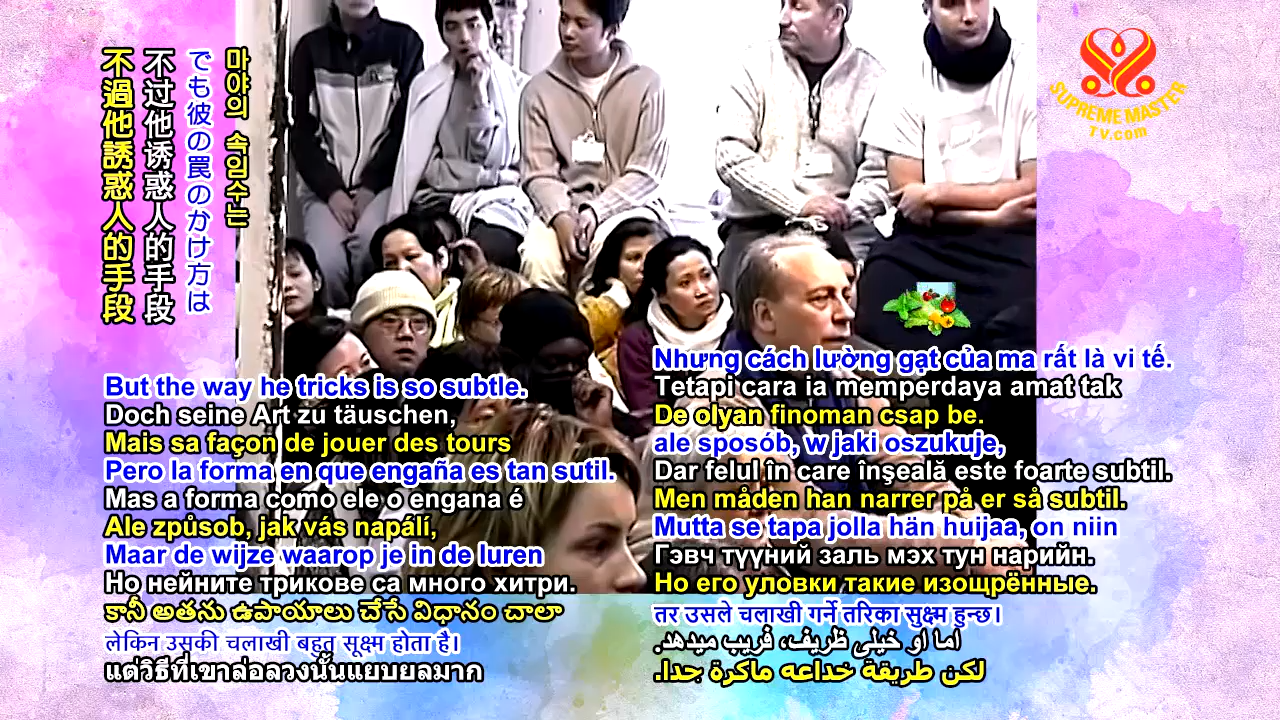 不過他誘惑人的手段
不过他诱惑人的手段
でも彼の罠のかけ方は
마야의 속임수는
SUPREME MASTER
TV.com
But the way he tricks is so subtle.
Doch seine Art zu täuschen,
Mais sa façon de jouer des tours
Pero la forma en que engaña es tan sutil.
Mas a forma como ele o engana é
Ale způsob, jak vás napálí,
Maar de wijze waarop je in de luren
Но нейните трикове са много хитри.
కానీ అతను ఉపాయాలు చేసే విధానం చాలా
लेकिन उसकी चलाखी बहुत सूक्ष्म होता है।
แต่วิธีที่เขาล่อลวงนั้นแยบยลมาก
Nhưng cách lường gạt của ma rất là vi tế.
Tetapi cara ia memperdaya amat tak
De olyan finoman csap be.
ale sposób, w jaki oszukuje,
Dar felul în care înşeală este foarte subtil.
Men måden han narrer på er så subtil.
Mutta se tapa jolla hän huijaa, on niin
Гэвч түүний заль мэх тун нарийн.
Но его уловки такие изощрённые.
तर उसले चलाखी गर्ने तरिका सुक्ष्म हुन्छ।
اما او خیلی ظریف، فریب میدهد.
لكن طريقة خداعه ماكرة جدا.